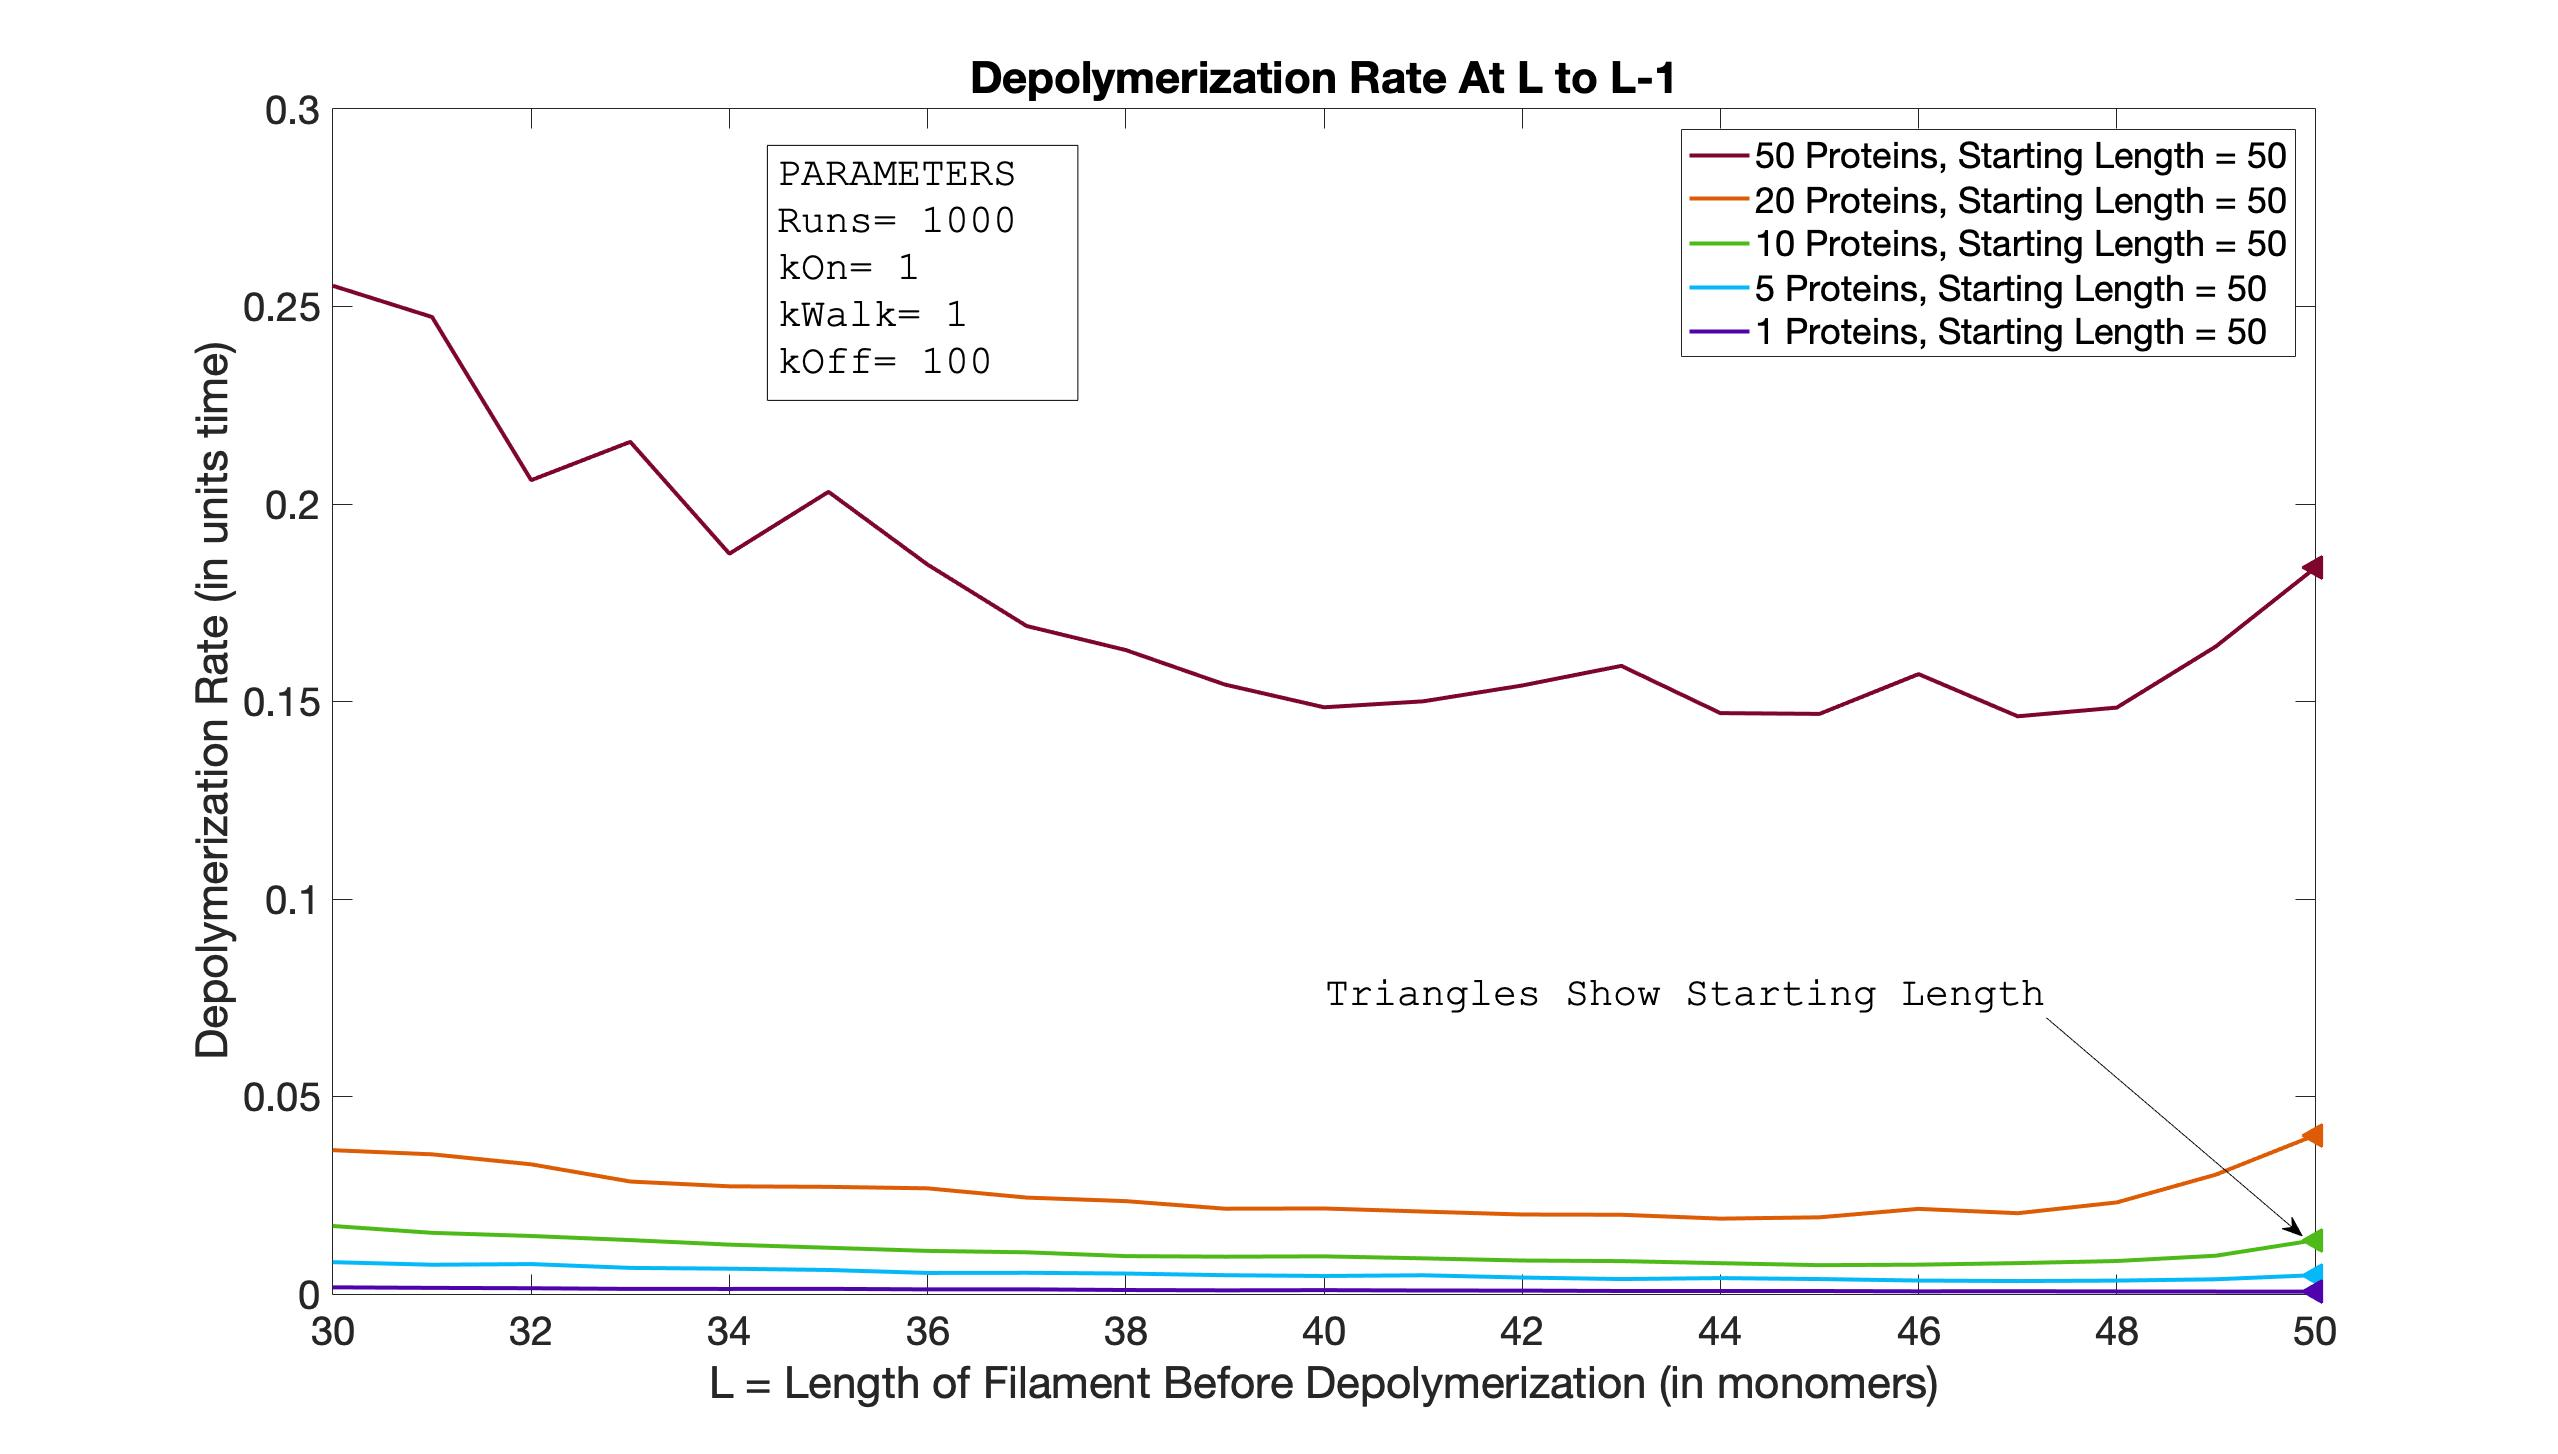 Depolymerization Rate At L to L-1
0.3
0.25
0.2
0.15
0.1
0.05
0
Depolymerization Rate (in units time)
PARAMETERS
Runs= 1000
kOn= 1
kWalk= 1
kOff= 100
50 Proteins, Starting Length = 50
20 Proteins, Starting Length = 50
10 Proteins, Starting Length = 50
5 Proteins, Starting Length = 50
1 Proteins, Starting Length = 50
Triangles Show Starting Length
30 32 34 36 38 40 42 44 46 48 50
L = Length of Filament Before Depolymerization (in monomers)